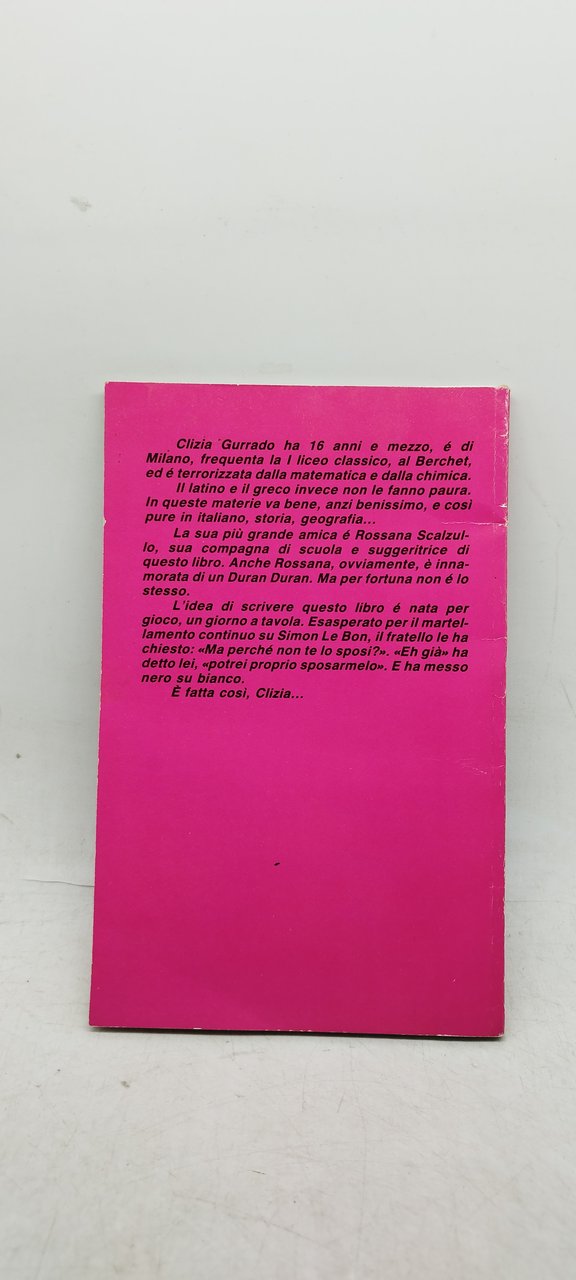 Clizia Gurrado ha 16 anni e mezzo, é di
Milano, frequenta la I liceo classico, al Berchet,
ed é terrorizzata dalla matematica e dalla chimica.
Il latino e il greco invece non le fanno paura.
In queste materie va bene, anzi benissimo, e così
pure in italiano, storia, geografia...
La sua più grande amica é Rossana Scalzul-
lo, sua compagna di scuola e suggeritrice di
questo libro. Anche Rossana, ovviamente, è inna-
morata di un Duran Duran. Ma per fortuna non é lo
stesso.
L'idea di scrivere questo libro é nata per
gioco, un giorno a tavola. Esasperato per il martel-
lamento continuo su Simon Le Bon, il fratello le ha
chiesto: «Ma perché non te lo sposi?». «Eh già» ha
detto lei, «potrei proprio sposarmelo». E ha messo
nero su bianco.
È fatta così, Clizia...